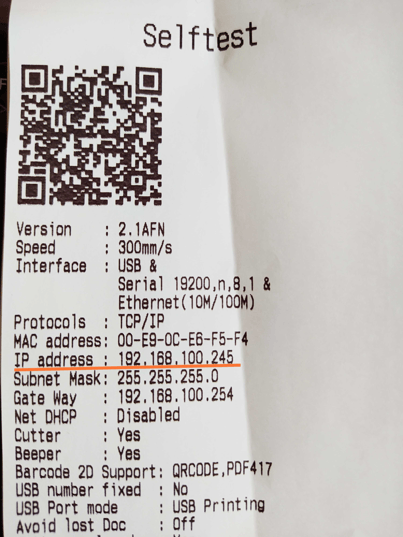 Selftest
Version : 2.1AFN
Speed : 300mm/s
Interface : USB &
Serial 19200,n,8,1 &
Ethernet(10M/100M)
Protocols : TCP/IP
MAC address: 00-E9-0C-E6-F5-F4
IP address : 192.168.100.245
Subnet Mask: 255.255.255.0
Gate Way : 192.168.100.254
Net DHCP : Disabled
Cutter : Yes
Beeper : Yes
Barcode 2D Support: QRCODE,PDF417
USB number fixed : No
USB Port mode : USB Printing
Avoid lost Doc : Off